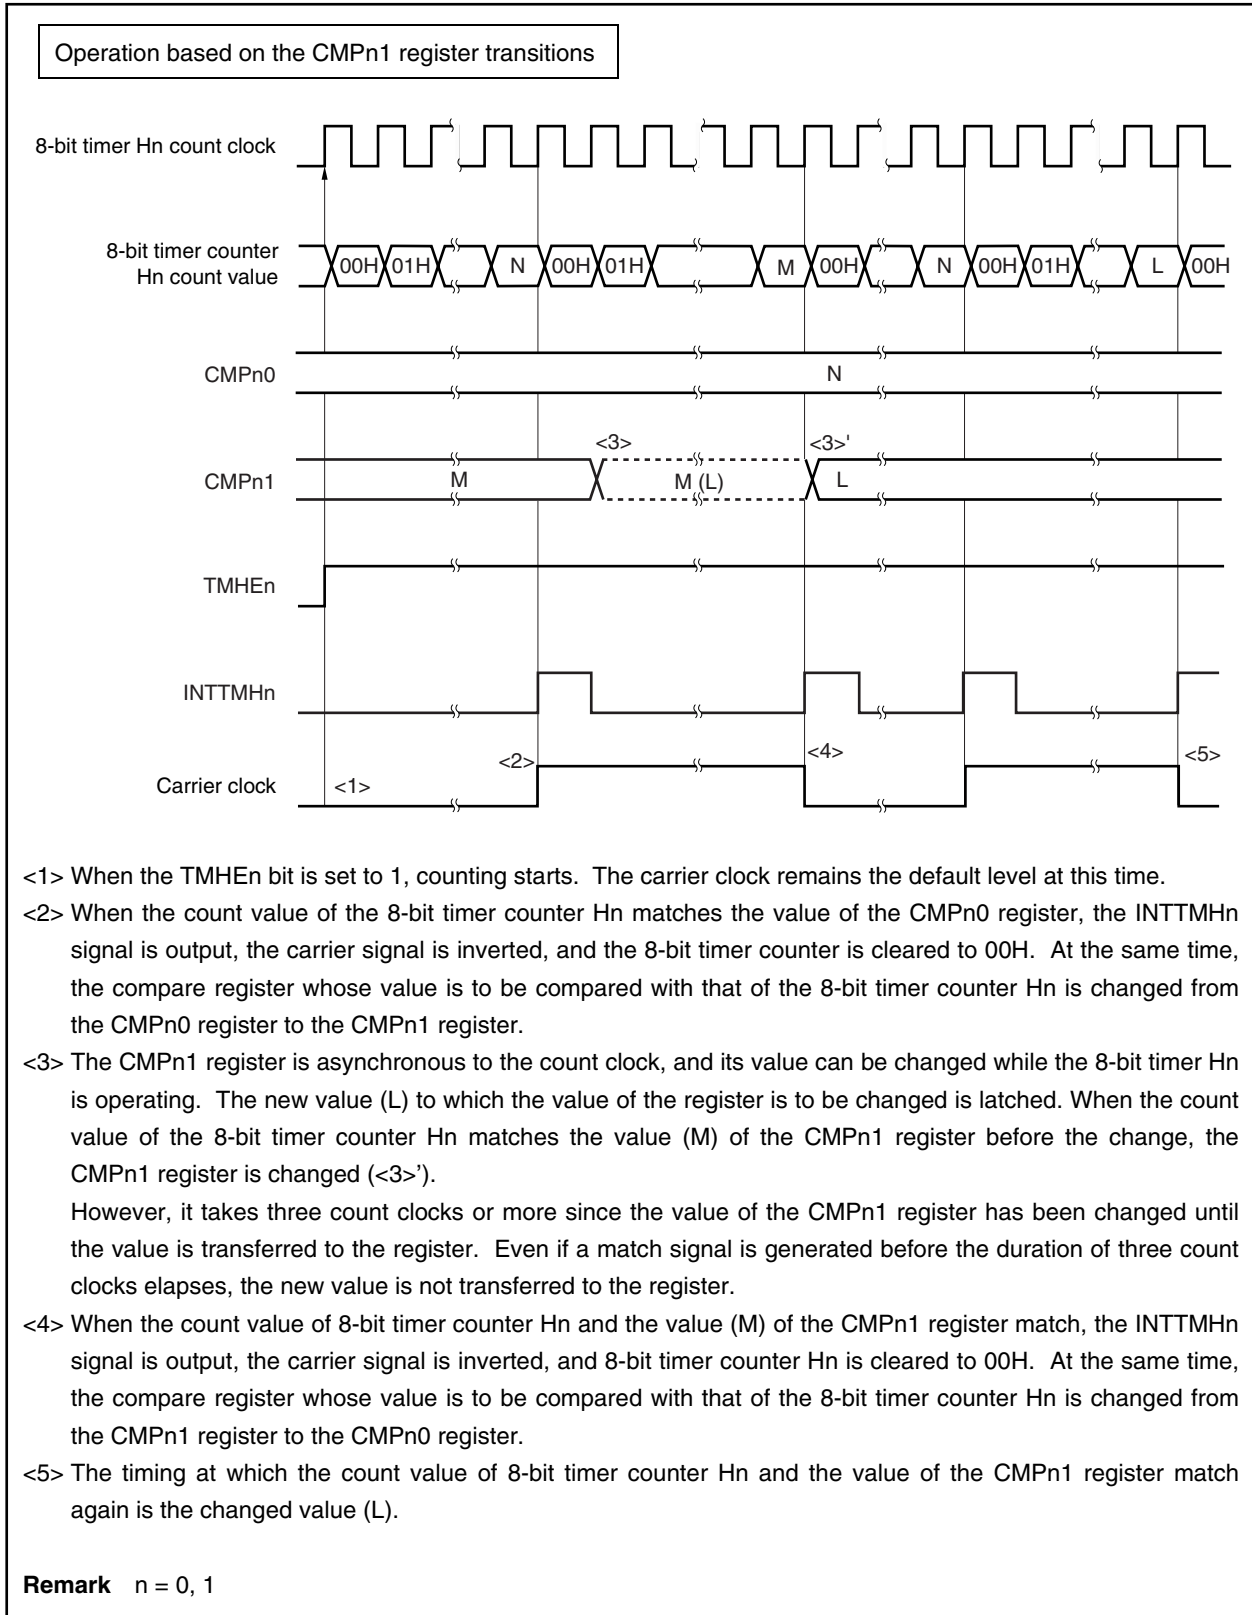 Operation based on the CMPn1 register transitions
8-bit timer Hn count clock
8-bit timer counter
Hn count value
00H 01H N 00H 01H M 00H N 00H 01H L 00H
CMPn0
N
<3> <3>'
CMPn1
M M (L) L
TMHEn
INTTMHn
<2> <4> <5>
Carrier clock
<1>
<1> When the TMHEn bit is set to 1, counting starts. The carrier clock remains the default level at this time.
<2> When the count value of the 8-bit timer counter Hn matches the value of the CMPn0 register, the INTTMHn
signal is output, the carrier signal is inverted, and the 8-bit timer counter is cleared to 00H. At the same time,
the compare register whose value is to be compared with that of the 8-bit timer counter Hn is changed from
the CMPn0 register to the CMPn1 register.
<3> The CMPn1 register is asynchronous to the count clock, and its value can be changed while the 8-bit timer Hn
is operating. The new value (L) to which the value of the register is to be changed is latched. When the count
value of the 8-bit timer counter Hn matches the value (M) of the CMPn1 register before the change, the
CMPn1 register is changed (<3>’).
However, it takes three count clocks or more since the value of the CMPn1 register has been changed until
the value is transferred to the register. Even if a match signal is generated before the duration of three count
clocks elapses, the new value is not transferred to the register.
<4> When the count value of 8-bit timer counter Hn and the value (M) of the CMPn1 register match, the INTTMHn
signal is output, the carrier signal is inverted, and 8-bit timer counter Hn is cleared to 00H. At the same time,
the compare register whose value is to be compared with that of the 8-bit timer counter Hn is changed from
the CMPn1 register to the CMPn0 register.
<5> The timing at which the count value of 8-bit timer counter Hn and the value of the CMPn1 register match
again is the changed value (L).
Remark n = 0, 1